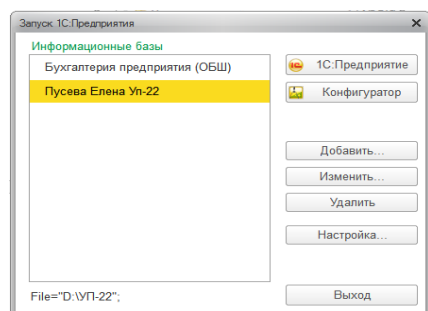 Запуск 1С:Предприятия
Информационные базы
Бухгалтерия предприятия (ОБШ)
Пусева Елена Уп-22
1С:Предприятие
Конфигуратор
Добавить...
Изменить...
Удалить
Настройка...
File="D:\УП-22";
Выход